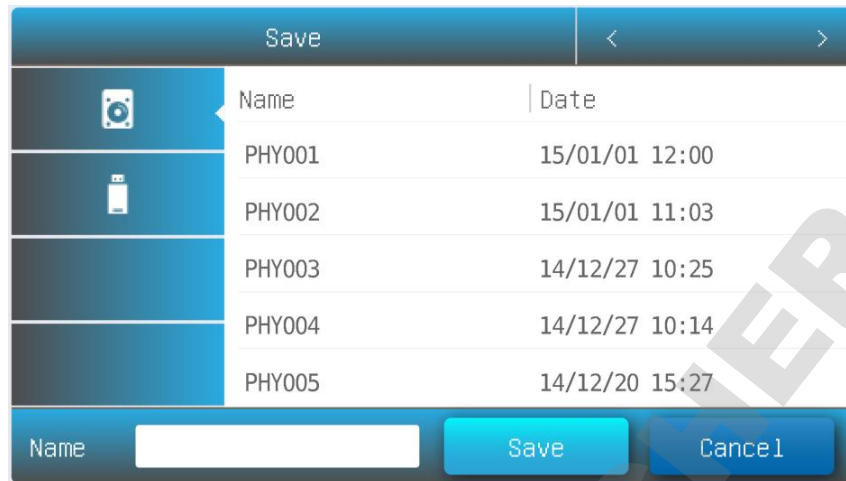 Save < >
Name Date
PHY001 15/01/01 12:00
PHY002 15/01/01 11:03
PHY003 14/12/27 10:25
PHY004 14/12/27 10:14
PHY005 14/12/20 15:27
Name Save Cancel